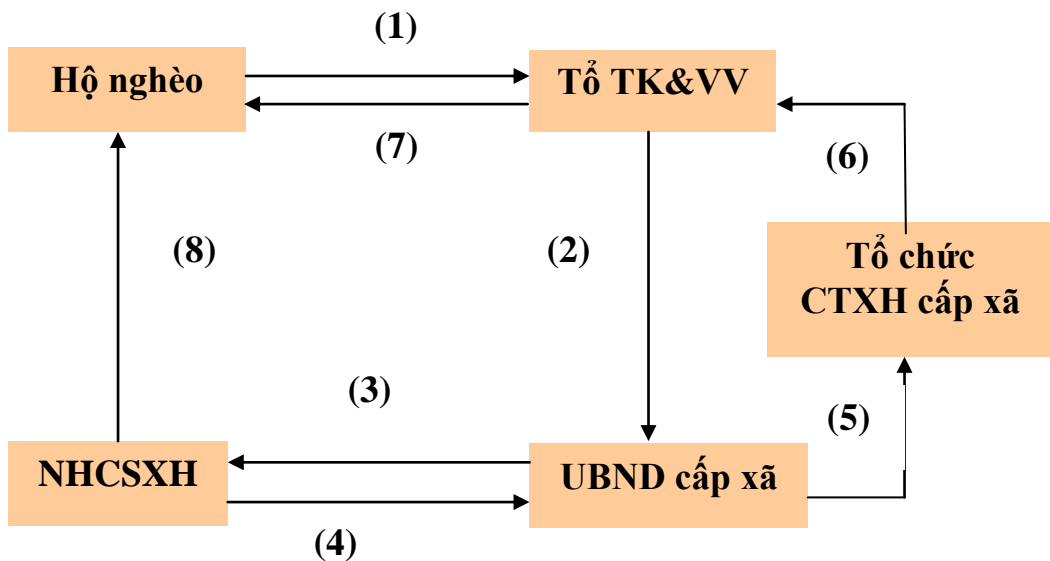 (1)
Hộ nghèo
Tổ TK&VV
(7)
(6)
(8)
(2)
Tổ chức
CTXH cấp xã
(3)
(5)
NHCSXH
UBND cấp xã
(4)